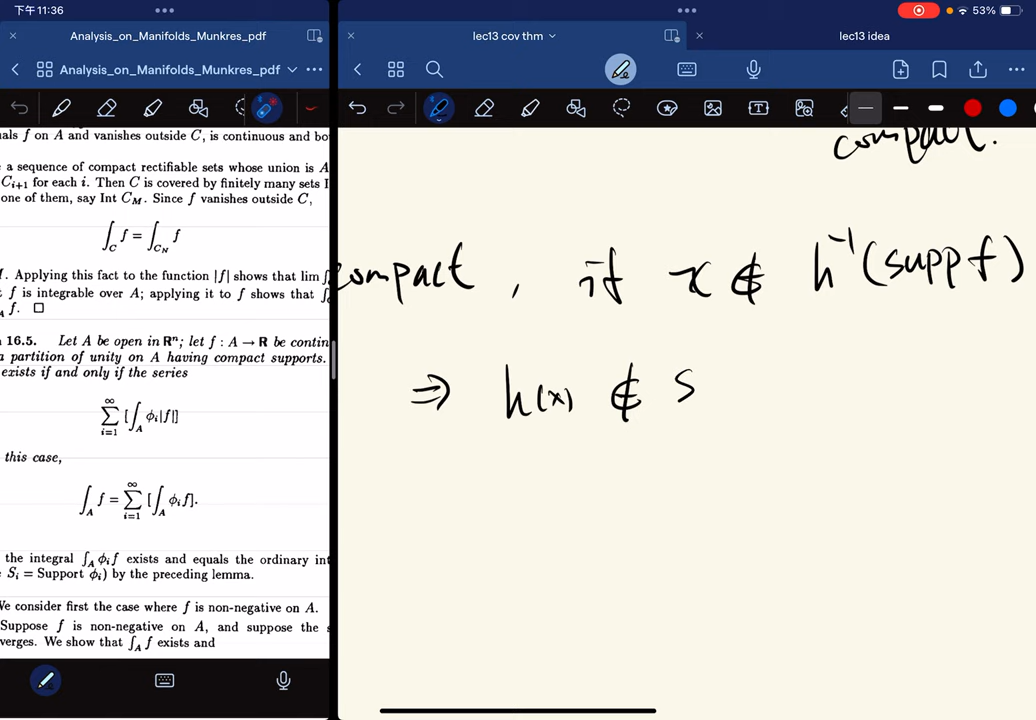 下午11:36
53%
Analysis_on_Manifolds_Munkres_pdf
lec13 cov thm
lec13 idea
Analysis_on_Manifolds_Munkres_pdf
als f on A and vanishes outside C, is continuous and bo
a sequence of compact rectifiable sets whose union is A
C_{i+1} for each i. Then C is covered by finitely many sets I
one of them, say Int C_M. Since f vanishes outside C,
∫_C f = ∫_{C_N} f
. Applying this fact to the function |f| shows that lim ∫
f is integrable over A; applying it to f shows that ∫
A f. □
16.5. Let A be open in R^n; let f : A → R be contin
a partition of unity on A having compact supports.
exists if and only if the series
∑_{i=1}^{∞} [∫_A φ_i|f|]
this case,
∫_A f = ∑_{i=1}^{∞} [∫_A φ_i f].
the integral ∫_A φ_i f exists and equals the ordinary int
S_i = Support φ_i) by the preceding lemma.
We consider first the case where f is non-negative on A.
Suppose f is non-negative on A, and suppose the s
verges. We show that ∫_A f exists and
compact.
compact, if x ∉ h^{-1}(supp f)
⇒ h(x) ∉ S